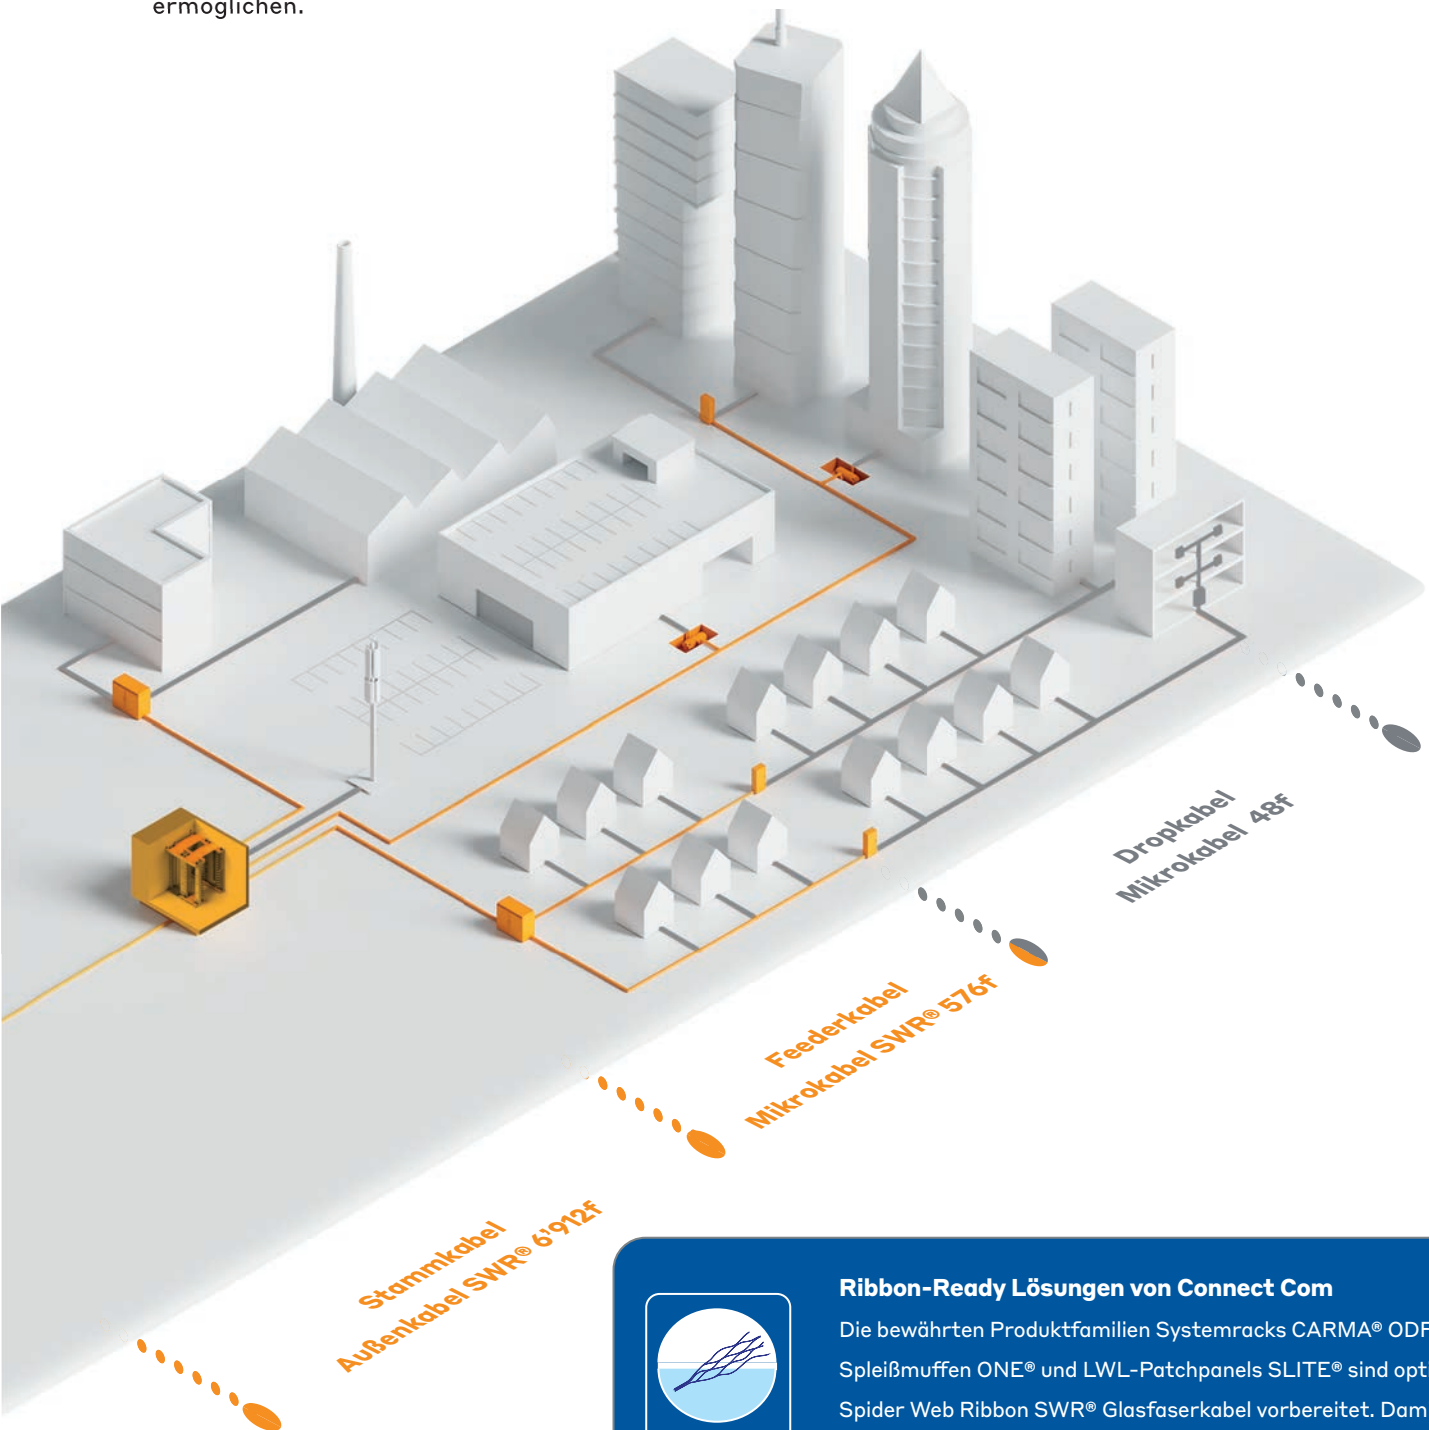 ermöglichen.
Dropkabel
Mikrokabel 48f
Feederkabel
Mikrokabel SWR® 576f
Stammkabel
Außenkabel SWR® 6'912f
Ribbon-Ready Lösungen von Connect Com
Die bewährten Produktfamilien Systemracks CARMA® ODF
Spleißmuffen ONE® und LWL-Patchpanels SLITE® sind opt
Spider Web Ribbon SWR® Glasfaserkabel vorbereitet. Dam